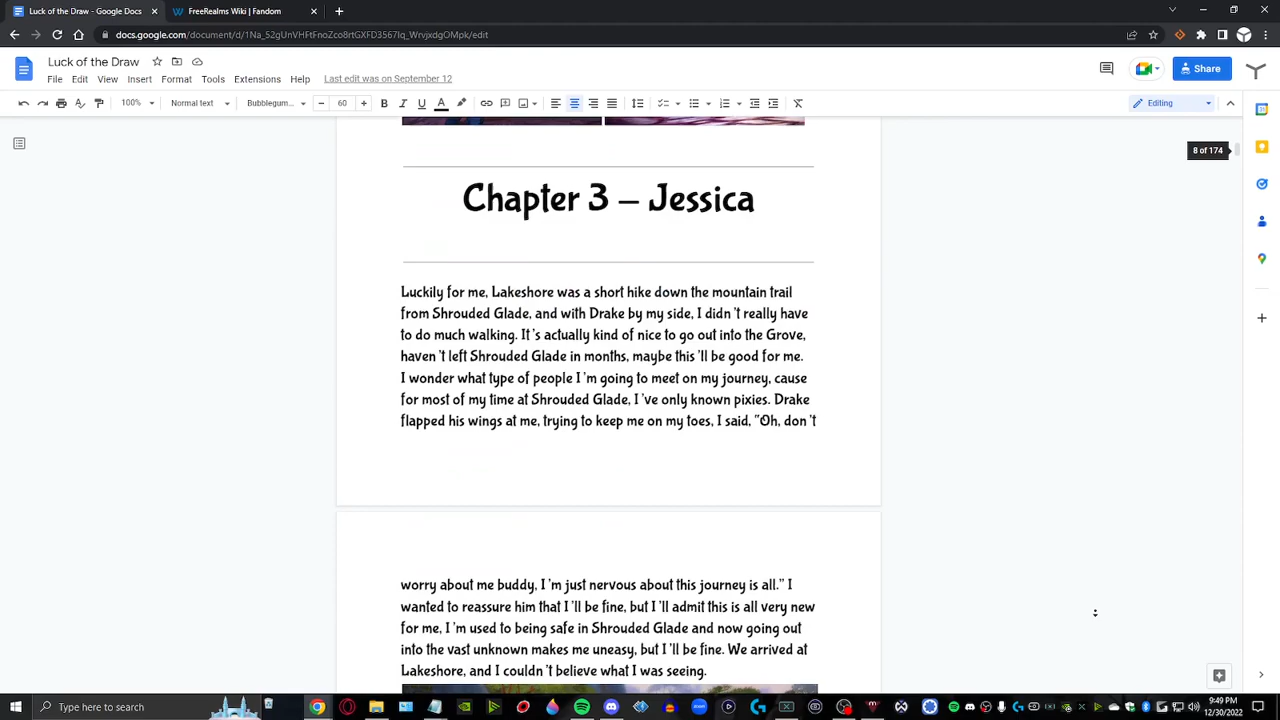 Luck of the Draw - Google Docs
FreeRealms Wiki | Fandom
docs.google.com/document/d/1Na_52gUnVHFtFnoZco8rtGXFD3567Iq_WrvjxdgOMpk/edit
Luck of the Draw
File Edit View Insert Format Tools Extensions Help Last edit was on September 12
Share
100% Normal text Bubblegum... 60 Editing
8 of 174
Chapter 3 – Jessica
Luckily for me, Lakeshore was a short hike down the mountain trail
from Shrouded Glade, and with Drake by my side, I didn't really have
to do much walking. It's actually kind of nice to go out into the Grove,
haven't left Shrouded Glade in months, maybe this'll be good for me.
I wonder what type of people I'm going to meet on my journey, cause
for most of my time at Shrouded Glade, I've only known pixies. Drake
flapped his wings at me, trying to keep me on my toes, I said, "Oh, don't
worry about me buddy, I'm just nervous about this journey is all." I
wanted to reassure him that I'll be fine, but I'll admit this is all very new
for me, I'm used to being safe in Shrouded Glade and now going out
into the vast unknown makes me uneasy, but I'll be fine. We arrived at
Lakeshore, and I couldn't believe what I was seeing.
Type here to search
9:49 PM
12/30/2022